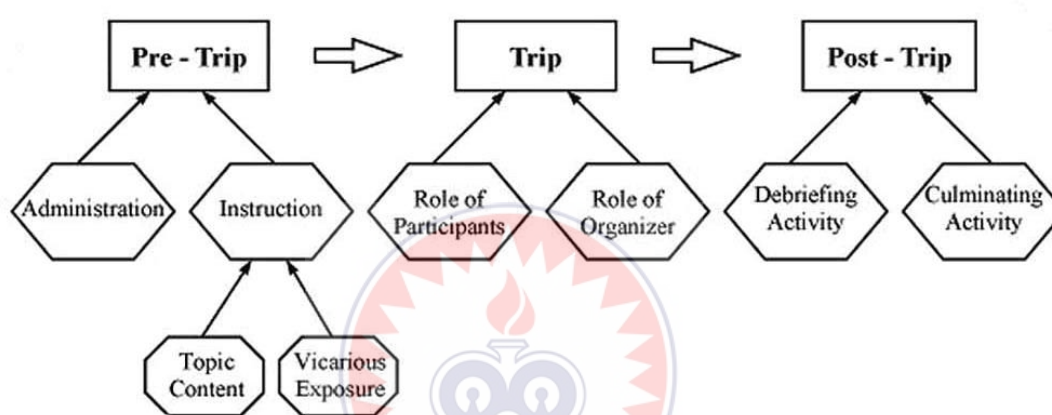 Pre - Trip
Trip
Post - Trip
Administration
Instruction
Role of
Participants
Role of
Organizer
Debriefing
Activity
Culminating
Activity
Topic
Content
Vicarious
Exposure